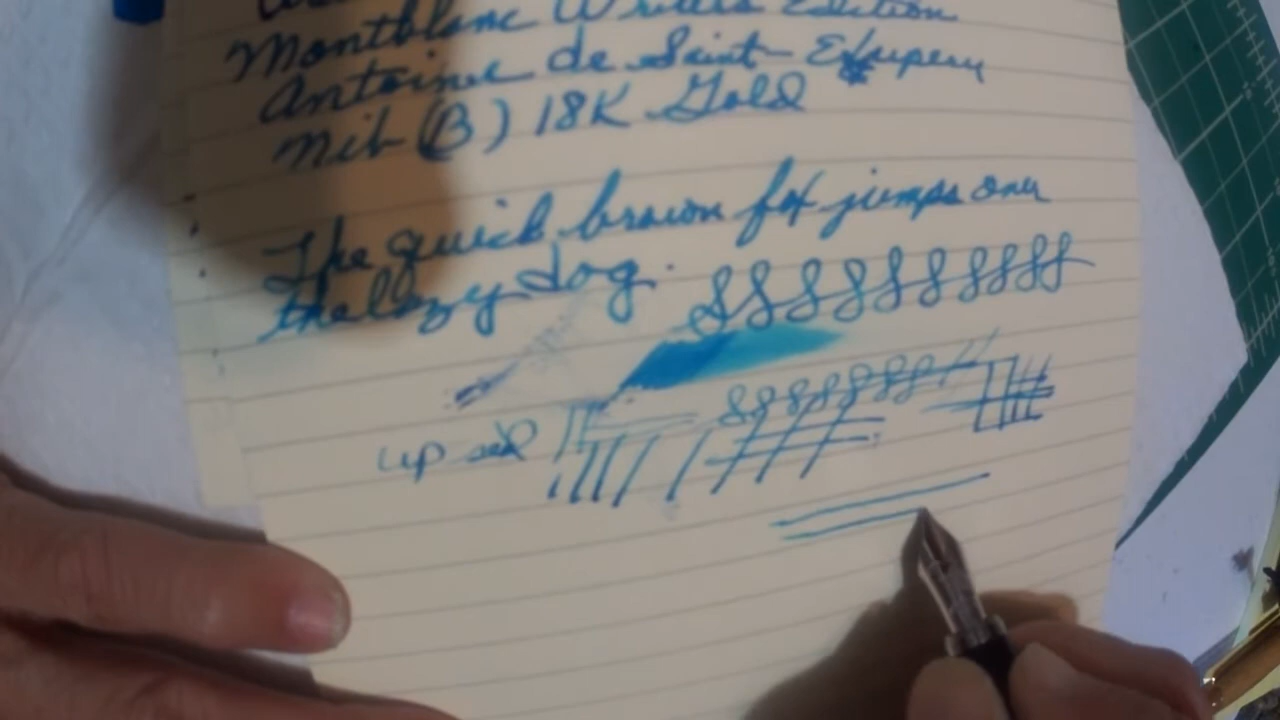 Montblanc Writers Edition
Antoine de Saint-Exupery
Nib (B) 18K Gold
The quick brown fox jumps over
the lazy dog.
up